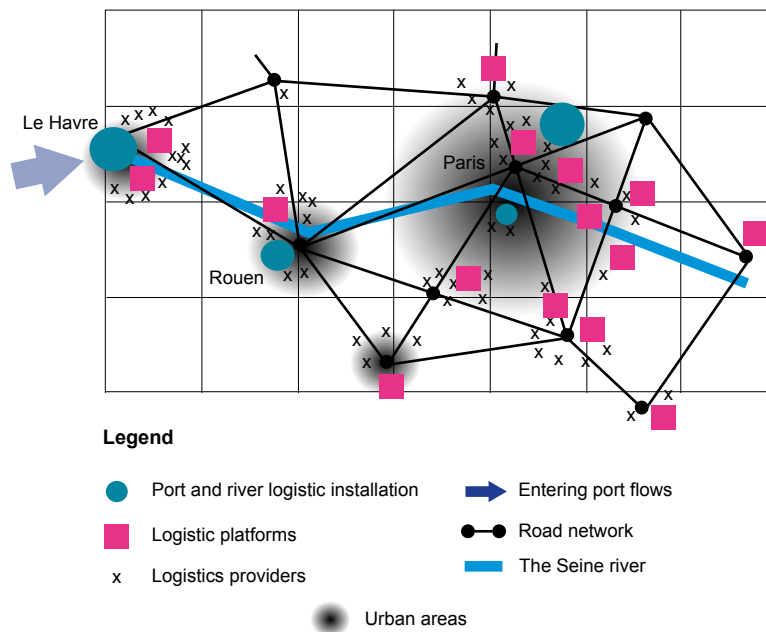 Le Havre
Paris
Rouen
Legend
Port and river logistic installation
Entering port flows
Logistic platforms
Road network
x Logistics providers
The Seine river
Urban areas